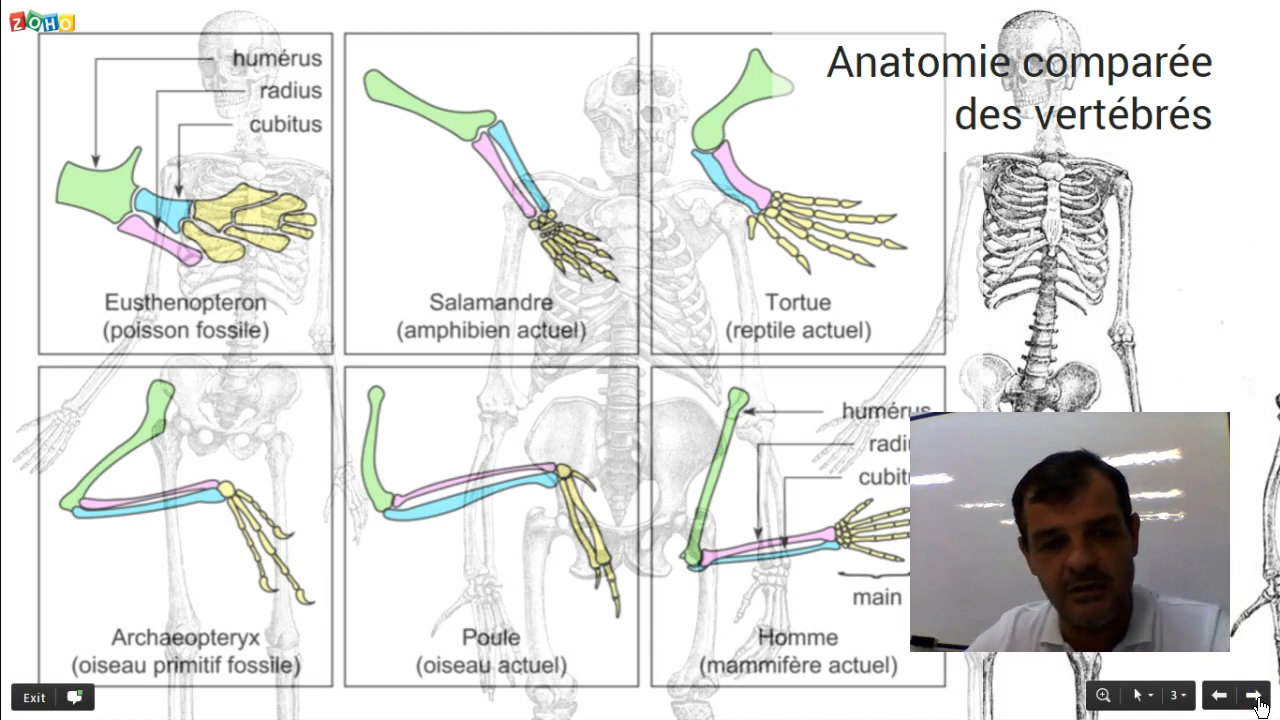 ZOHO
Anatomie comparée
des vertébrés
humérus
radius
cubitus
Eusthenopteron
(poisson fossile)
Salamandre
(amphibien actuel)
Tortue
(reptile actuel)
Archaeopteryx
(oiseau primitif fossile)
Poule
(oiseau actuel)
humérus
main
Homme
(mammifère actuel)
Exit
3